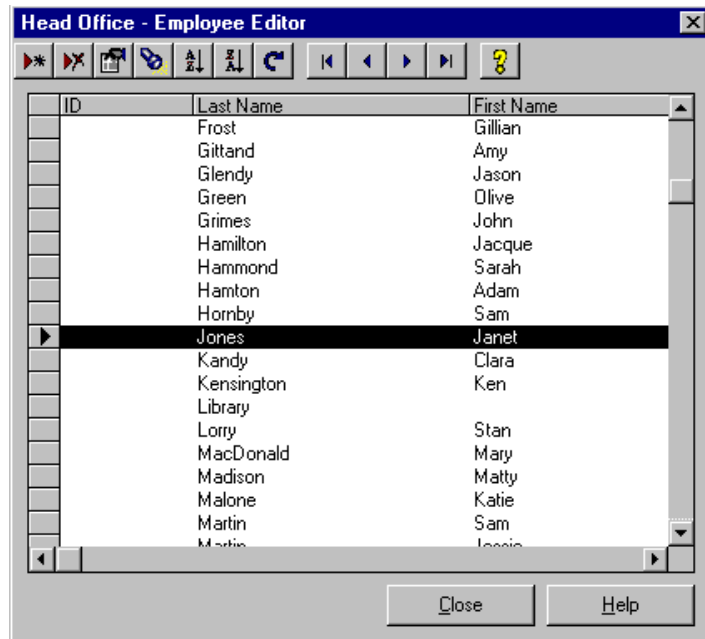 Head Office - Employee Editor
ID Last Name First Name
Frost Gillian
Gittand Amy
Glendy Jason
Green Olive
Grimes John
Hamilton Jacque
Hammond Sarah
Hamton Adam
Hornby Sam
Jones Janet
Kandy Clara
Kensington Ken
Library
Lorry Stan
MacDonald Mary
Madison Matty
Malone Katie
Martin Sam
Martin
Close Help